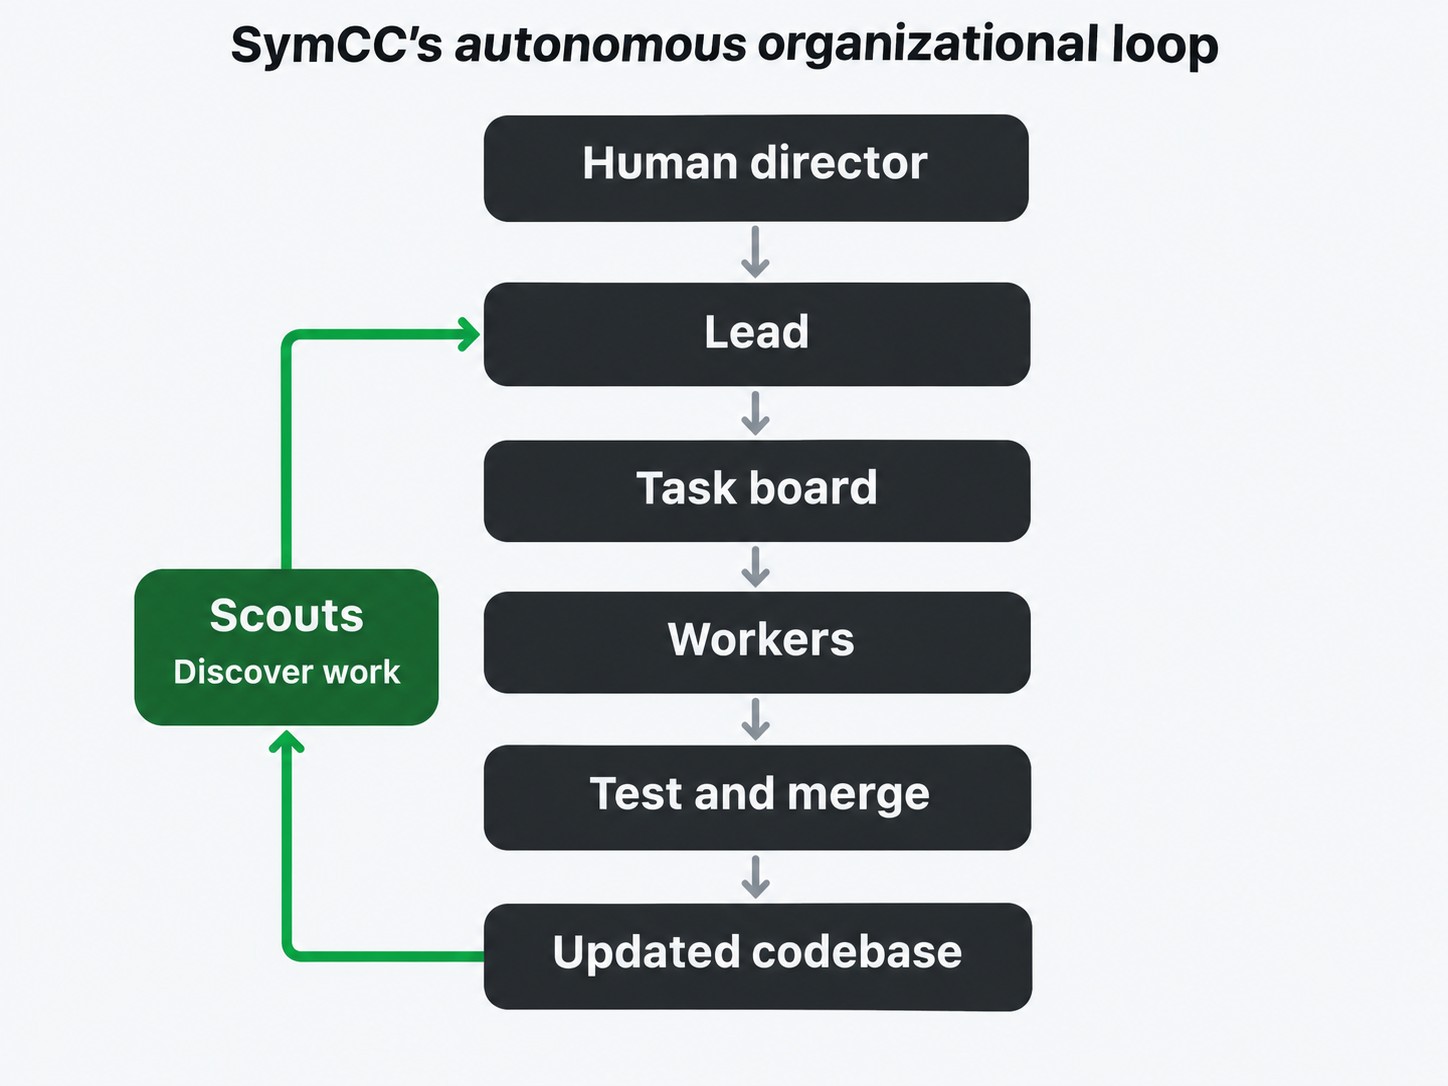 SymCC's autonomous organizational loop
Human director
Lead
Task board
Scouts
Discover work
Workers
Test and merge
Updated codebase